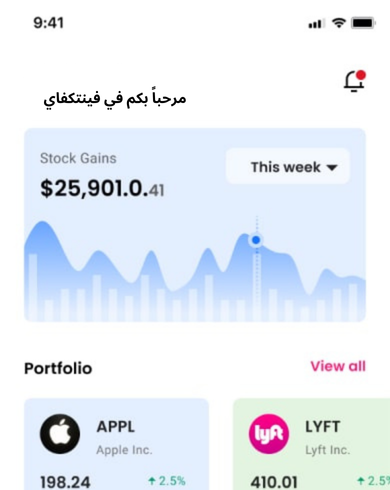 9:41
مرحباً بكم في فينتكفاي
Stock Gains
This week
$25,901.0.41
Portfolio
View all
APPL
Apple Inc.
198.24
2.5%
lyft
LYFT
Lyft Inc.
410.01
2.5%